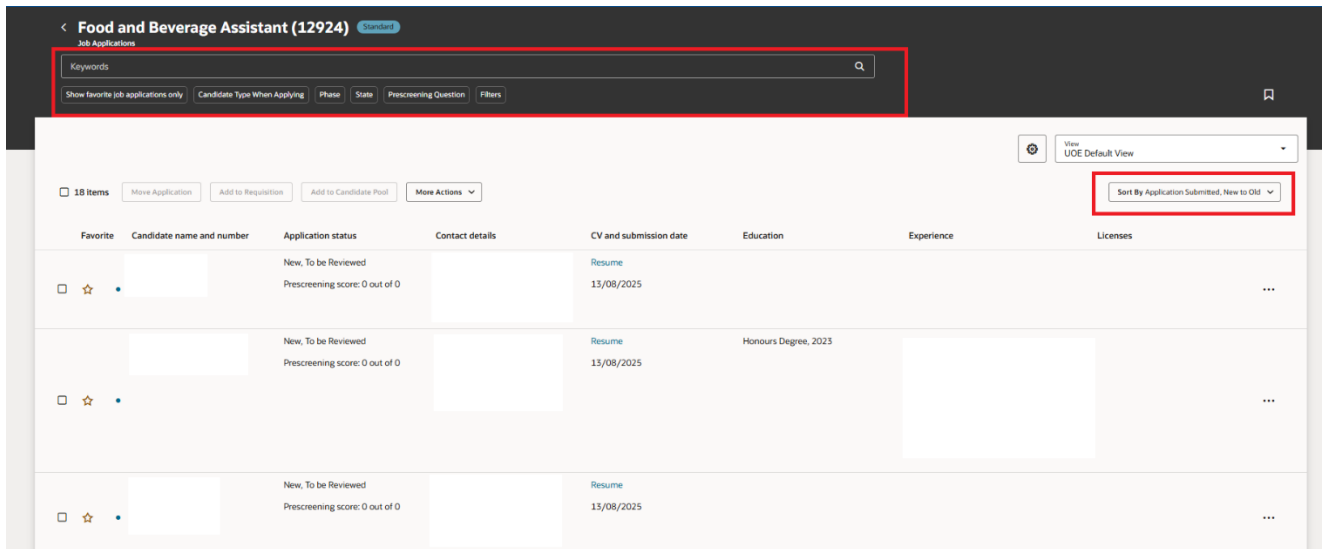 Food and Beverage Assistant (12924) Standard
Job Applications
Keywords
Show favorite job applications only Candidate Type When Applying Phase State Prescreening Question Filters
View
UOE Default View
18 items Move Application Add to Requisition Add to Candidate Pool More Actions Sort By Application Submitted, New to Old
Favorite Candidate name and number Application status Contact details CV and submission date Education Experience Licenses
New, To be Reviewed Resume
Prescreening score: 0 out of 0 13/08/2025
New, To be Reviewed Resume Honours Degree, 2023
Prescreening score: 0 out of 0 13/08/2025
New, To be Reviewed Resume
Prescreening score: 0 out of 0 13/08/2025